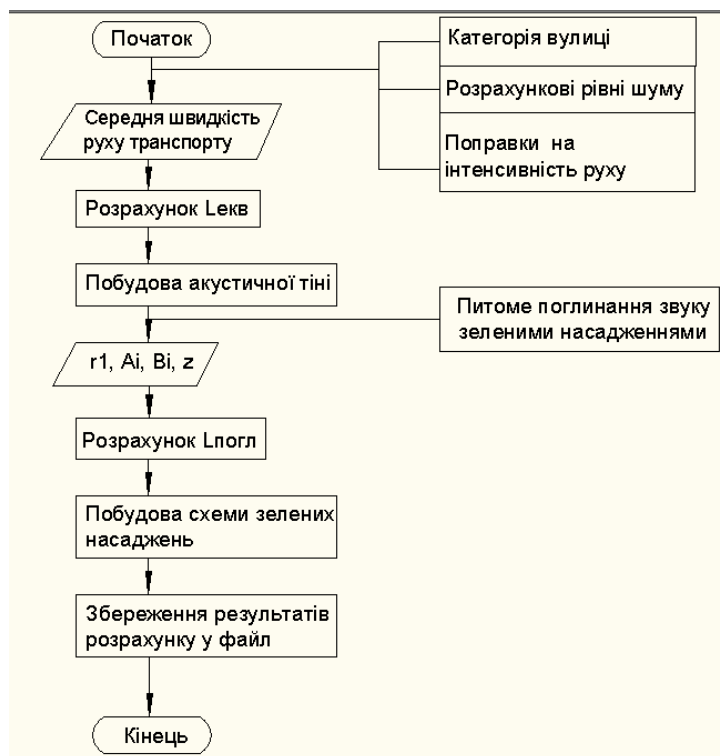 Початок
Категорія вулиці
Розрахункові рівні шуму
Поправки на
інтенсивність руху
Середня швидкість
руху транспорту
Розрахунок Lекв
Побудова акустичної тіні
Питоме поглинання звуку
зеленими насадженнями
r1, Ai, Bi, z
Розрахунок Lпогл
Побудова схеми зелених
насаджень
Збереження результатів
розрахунку у файл
Кінець